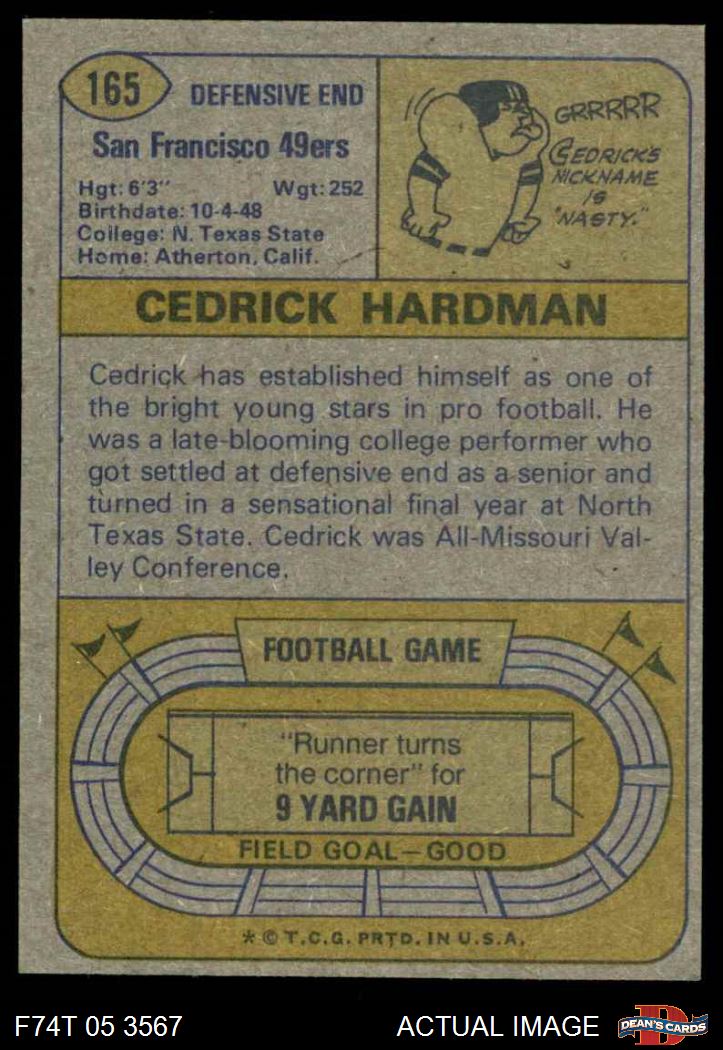 165
DEFENSIVE END
San Francisco 49ers
Hgt: 6'3" Wgt: 252
Birthdate: 10-4-48
College: N. Texas State
Home: Atherton, Calif.
GRRRRR
CEDRICK'S
NICKNAME
IS
"NASTY."
CEDRICK HARDMAN
Cedrick has established himself as one of
the bright young stars in pro football. He
was a late-blooming college performer who
got settled at defensive end as a senior and
turned in a sensational final year at North
Texas State. Cedrick was All-Missouri Val-
ley Conference.
FOOTBALL GAME
"Runner turns
the corner" for
9 YARD GAIN
FIELD GOAL—GOOD
* © T.C.G. PRTD. IN U.S.A.
F74T 05 3567 ACTUAL IMAGE
D
DEAN'S CARDS